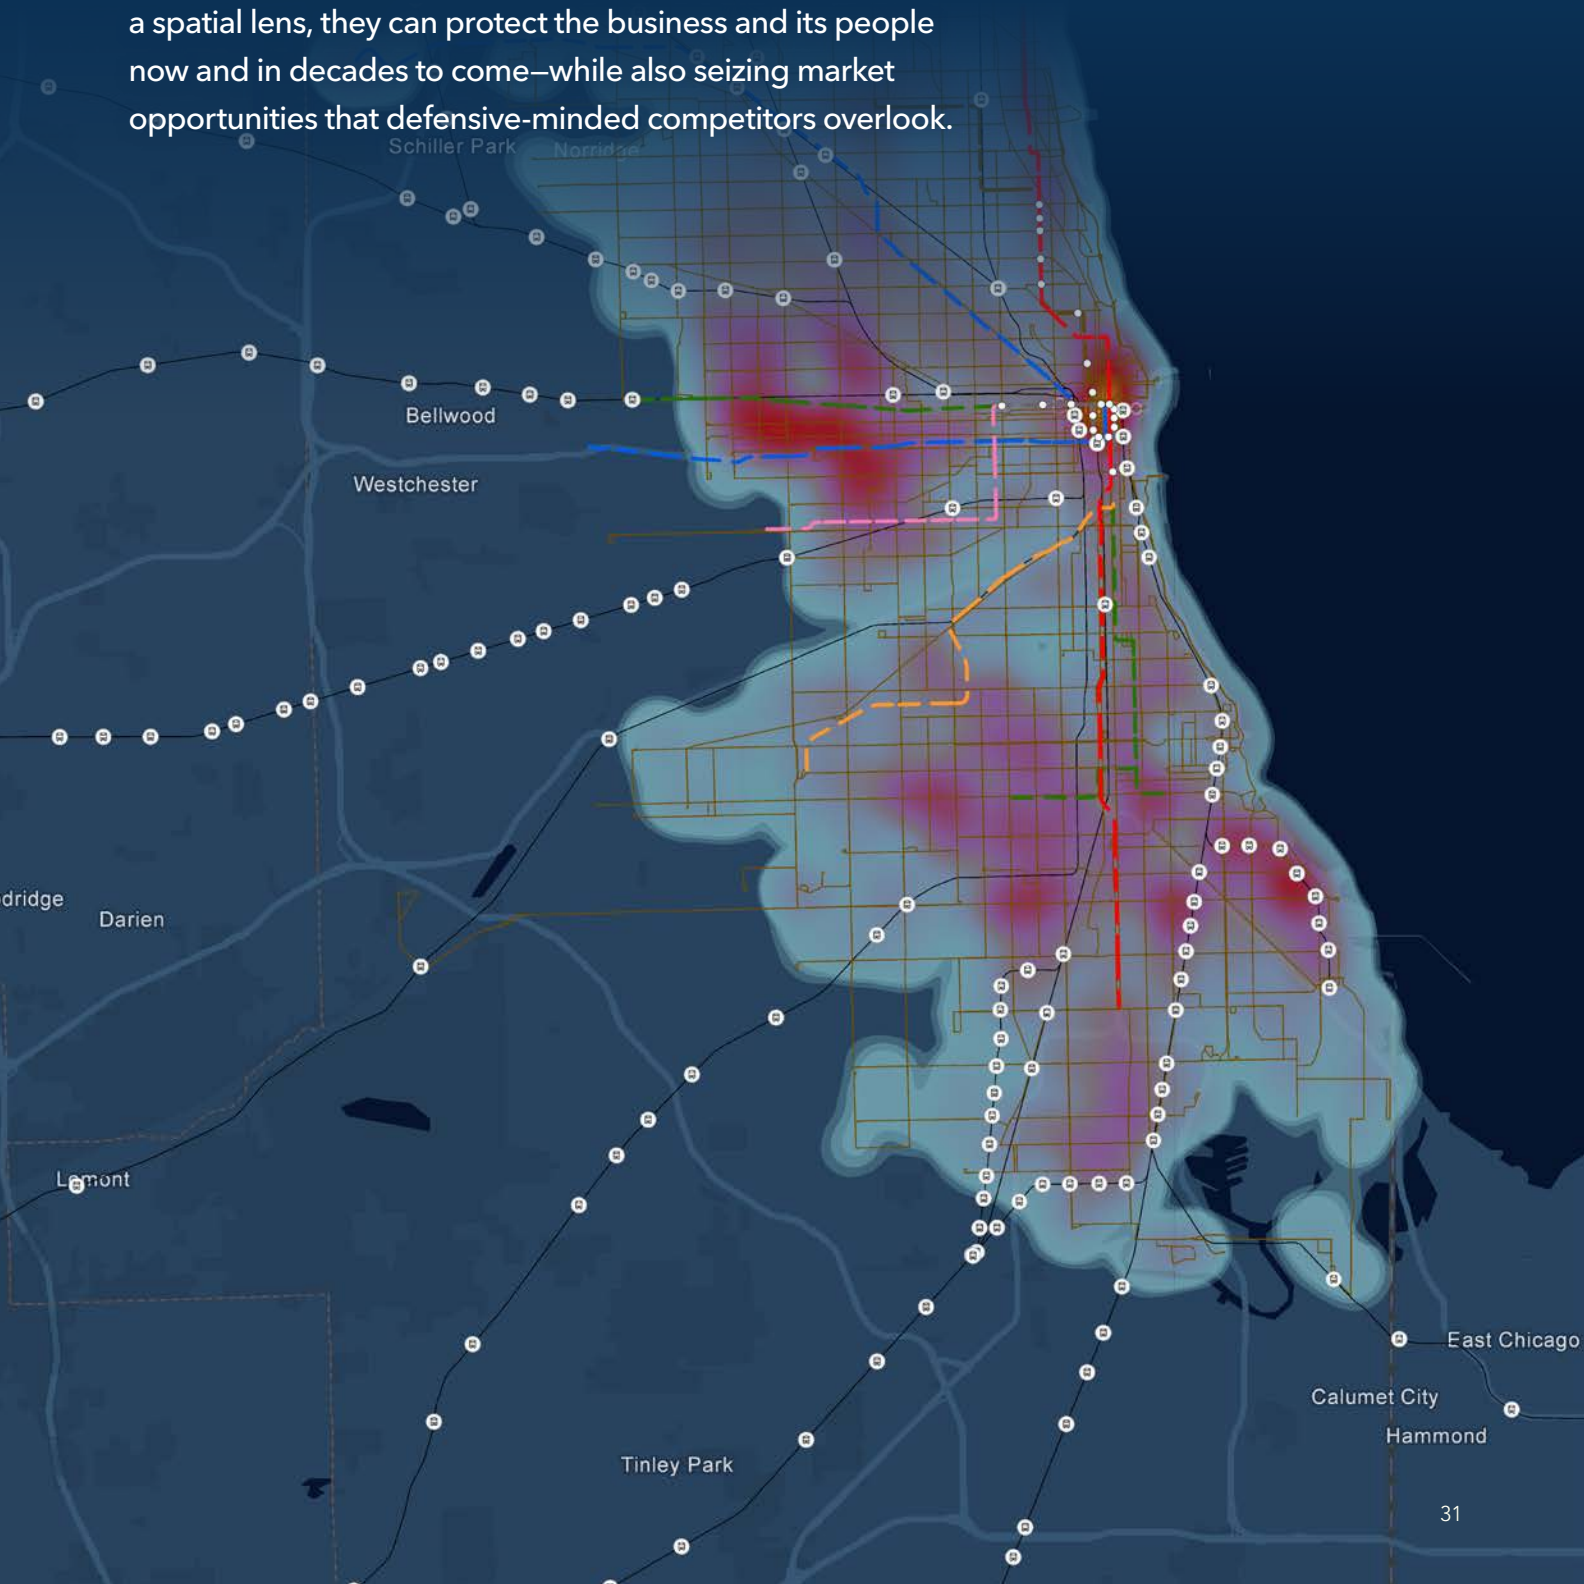 a spatial lens, they can protect the business and its people
now and in decades to come—while also seizing market
opportunities that defensive-minded competitors overlook.
Schiller Park
Norridge
Bellwood
Westchester
dridge
Darien
Lemont
East Chicago
Calumet City
Hammond
Tinley Park
31